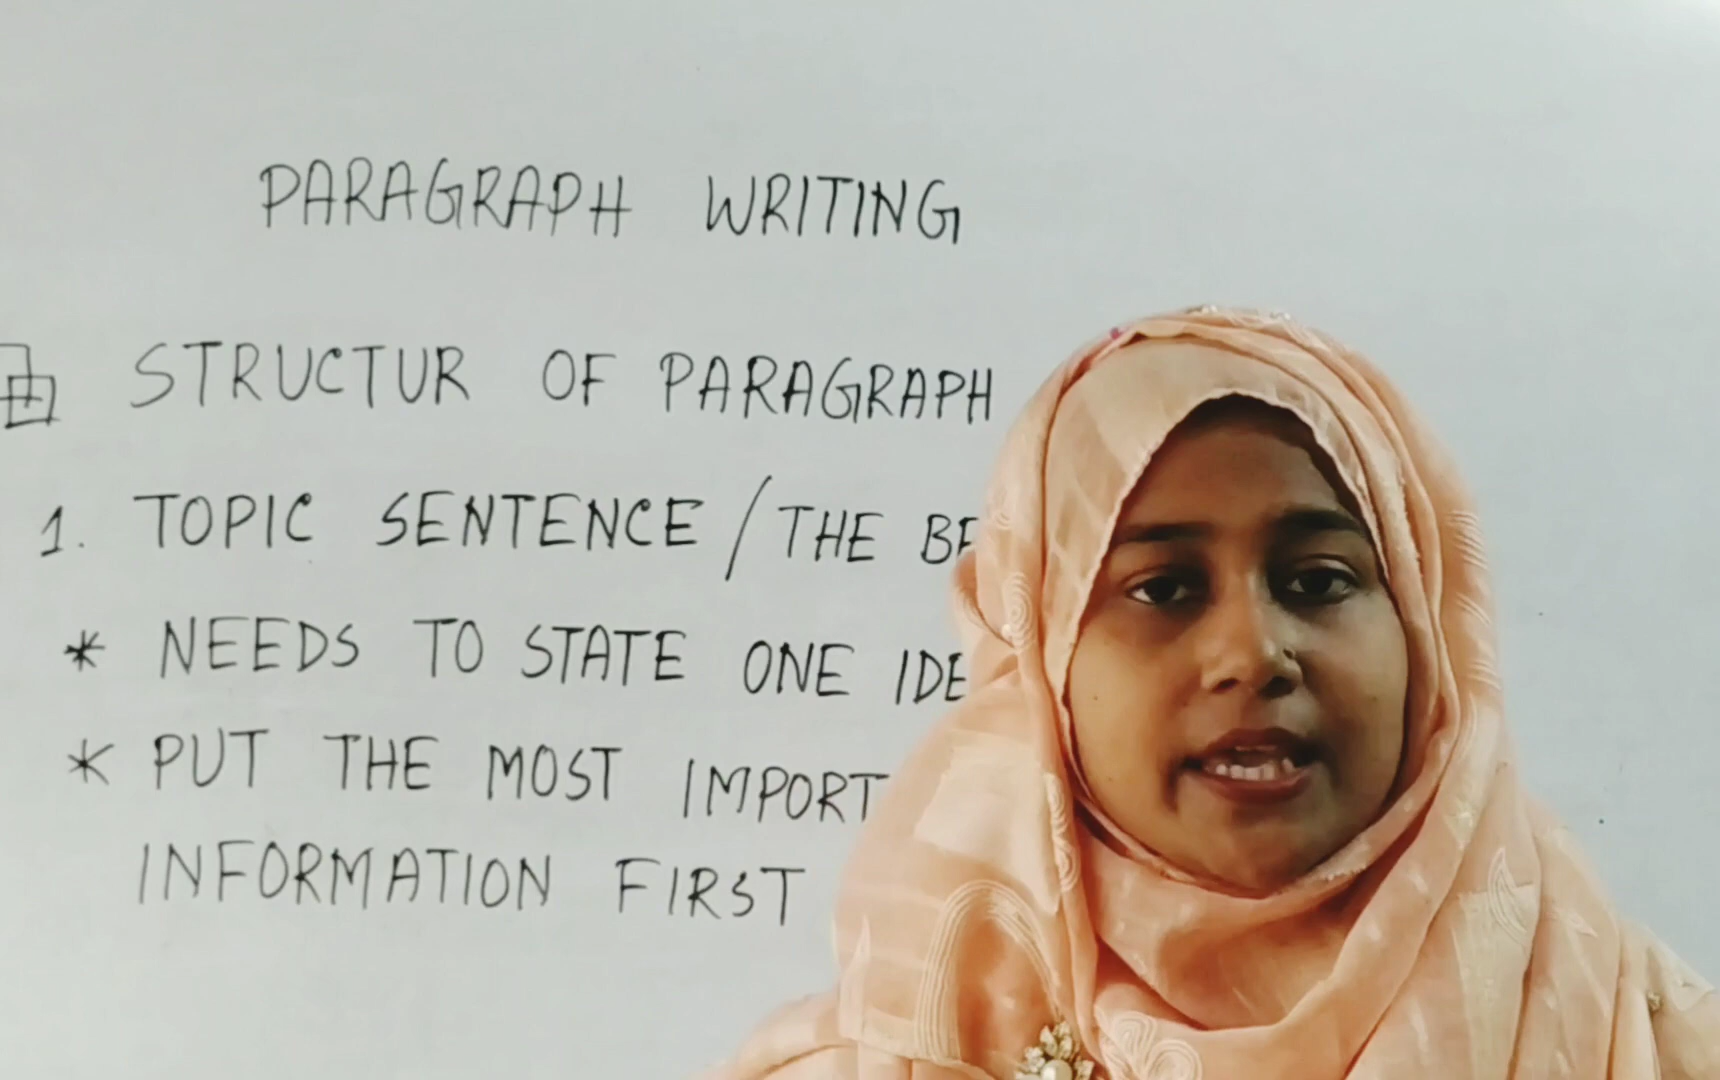 PARAGRAPH WRITING
STRUCTUR OF PARAGRAPH
1. TOPIC SENTENCE / THE
* NEEDS TO STATE ONE
* PUT THE MOST
INFORMATION FIRST